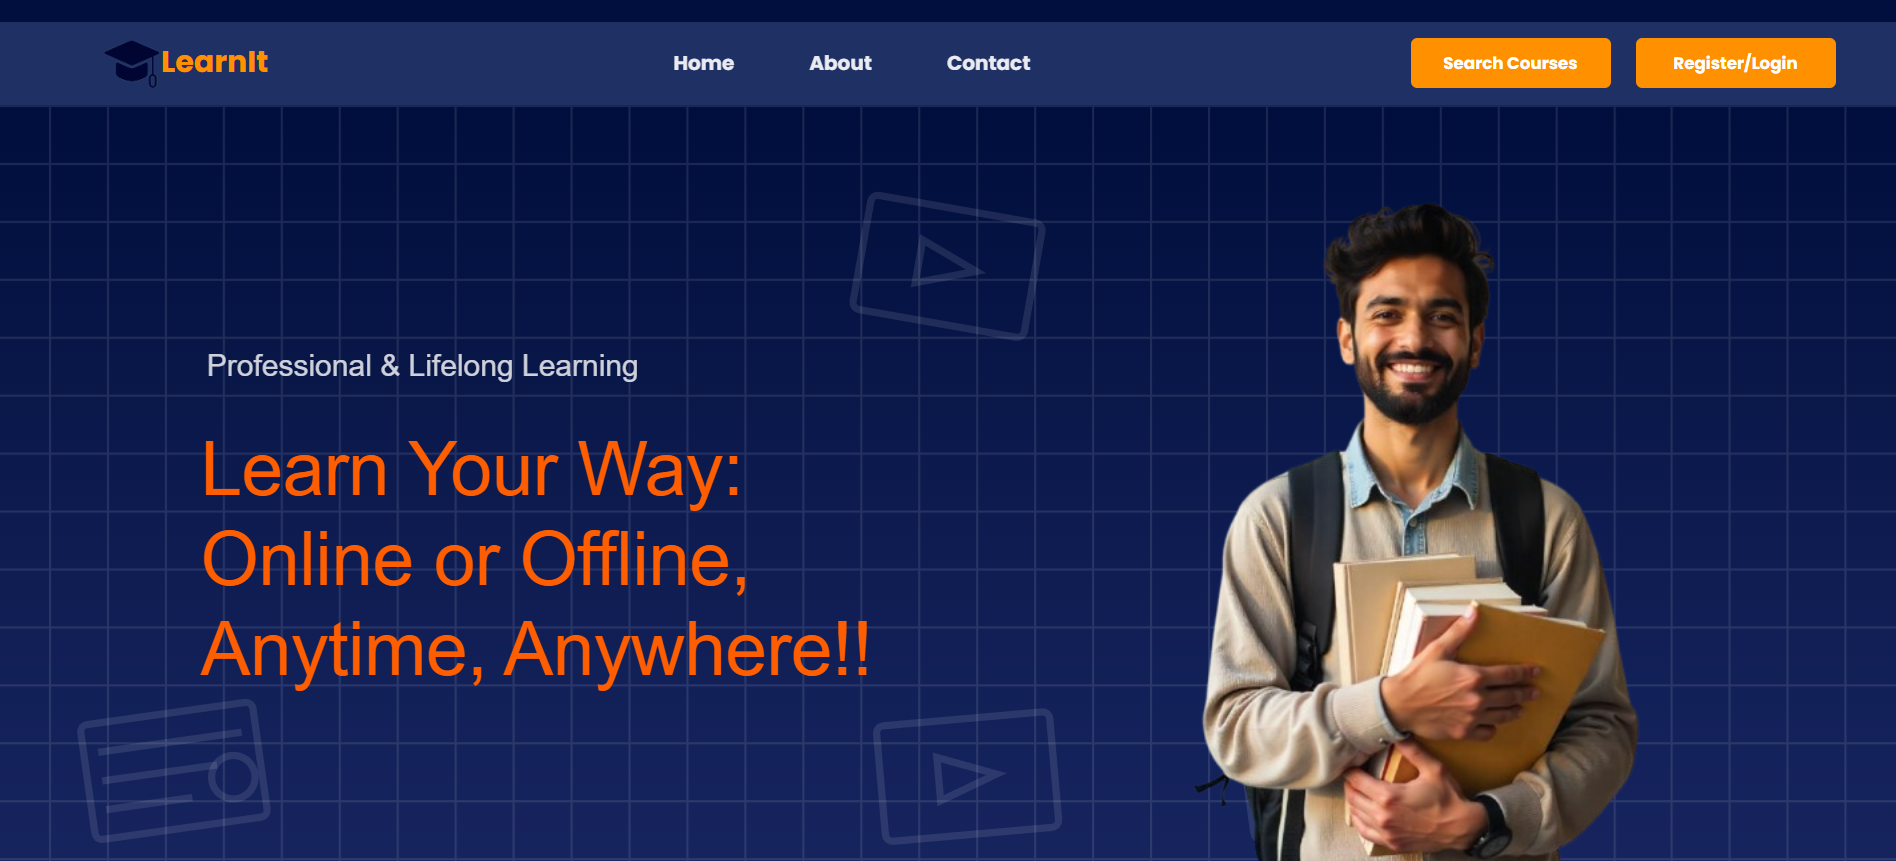 LearnIt
Home
About
Contact
Search Courses
Register/Login
Professional & Lifelong Learning
Learn Your Way:
Online or Offline,
Anytime, Anywhere!!